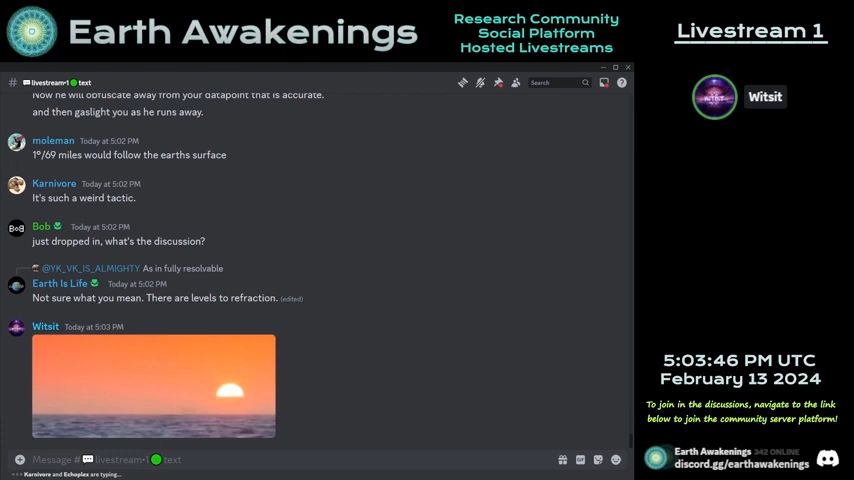 Earth Awakenings
Research Community
Social Platform
Hosted Livestreams
Livestream 1
# livestream-1 text
Search
Now he will obfuscate away from your datapoint that is accurate.
and then gaslight you as he runs away.
moleman Today at 5:02 PM
1º/69 miles would follow the earths surface
Karnivore Today at 5:02 PM
It's such a weird tactic.
BOB
Bob Today at 5:02 PM
just dropped in, what's the discussion?
@YK_VK_IS_ALMIGHTY As in fully resolvable
Earth Is Life Today at 5:02 PM
Not sure what you mean. There are levels to refraction. (edited)
Witsit Today at 5:03 PM
Message # livestream-1 text
GIF
Karnivore and Echoplex are typing...
WITSIT
Witsit
5:03:46 PM UTC
February 13 2024
To join in the discussions, navigate to the link
below to join the community server platform!
Earth Awakenings 342 ONLINE
discord.gg/earthawakenings